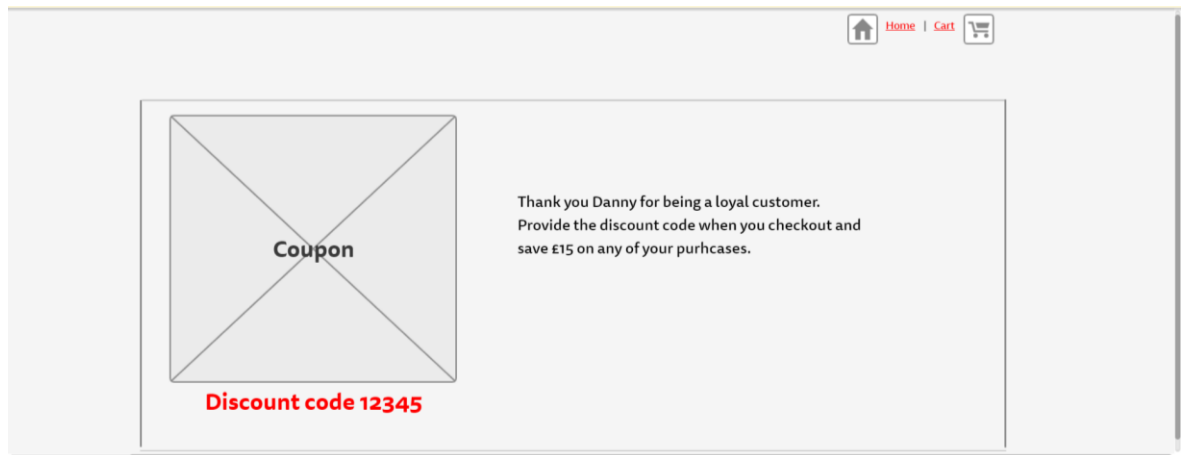 Home | Cart
Thank you Danny for being a loyal customer.
Provide the discount code when you checkout and
save £15 on any of your purhcases.
Coupon
Discount code 12345